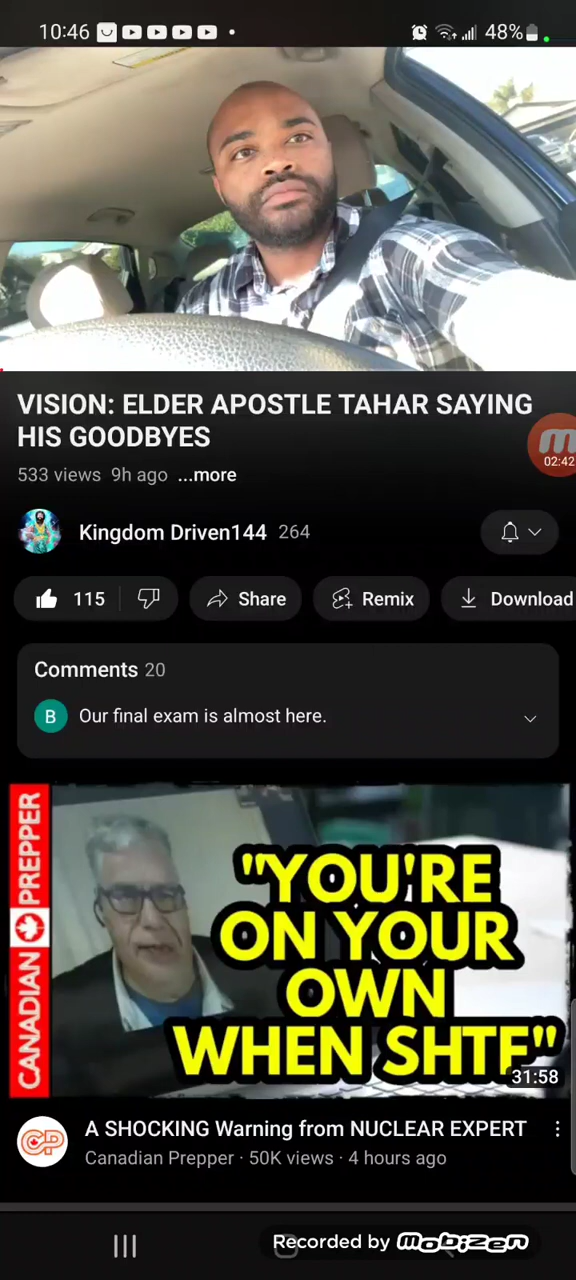 10:46
48%
VISION: ELDER APOSTLE TAHAR SAYING
HIS GOODBYES
02:42
533 views 9h ago ...more
Kingdom Driven144 264
115
Share
Remix
Download
Comments 20
B
Our final exam is almost here.
CANADIAN PREPPER
"YOU'RE
ON YOUR
OWN
WHEN SHTF"
31:58
CP
A SHOCKING Warning from NUCLEAR EXPERT
Canadian Prepper · 50K views · 4 hours ago
Recorded by mobizen